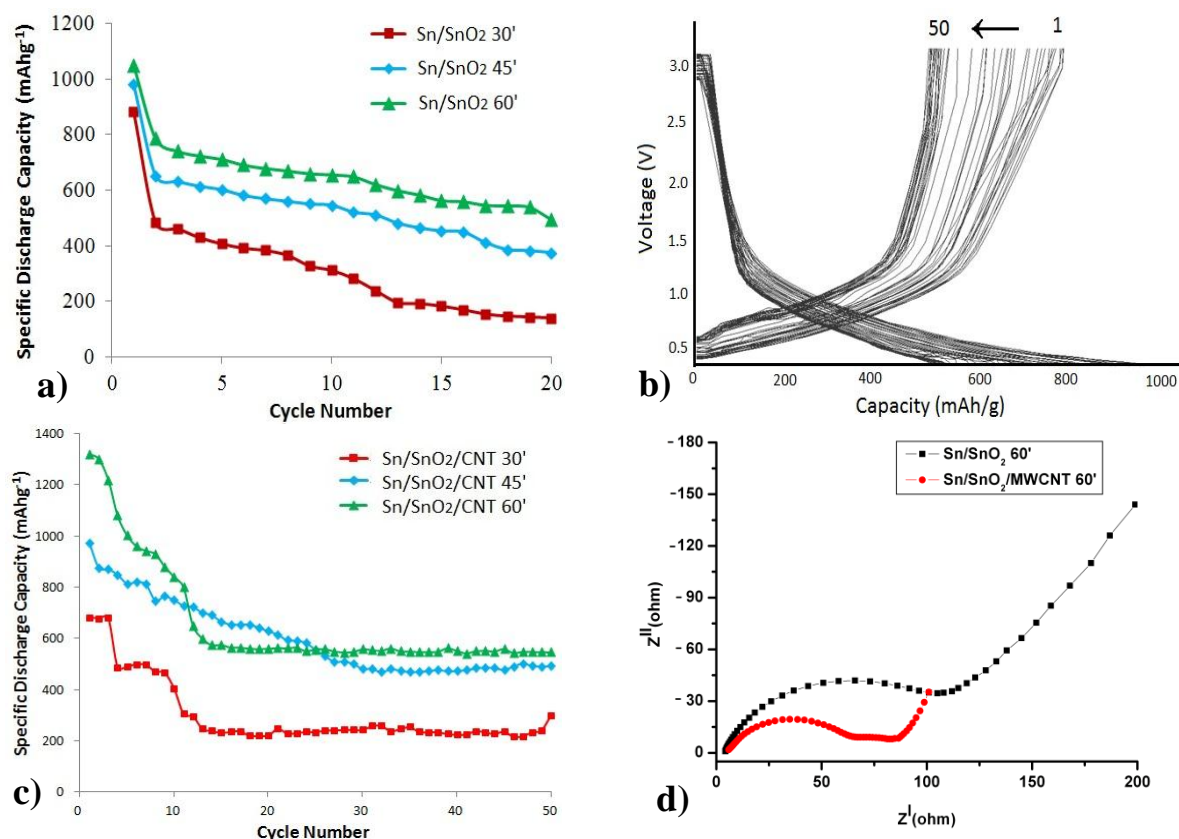 1200
1000
800
600
400
200
0
0
5
10
15
20
Specific Discharge Capacity (mAhg⁻¹)
Cycle Number
Sn/SnO₂ 30'
Sn/SnO₂ 45'
Sn/SnO₂ 60'
a)
50
1
3.0
2.5
2.0
1.5
1.0
0.5
0
200
400
600
800
1000
Voltage (V)
Capacity (mAh/g)
b)
1400
1200
1000
800
600
400
200
0
0
10
20
30
40
50
Specific Discharge Capacity (mAhg⁻¹)
Cycle Number
Sn/SnO₂/CNT 30'
Sn/SnO₂/CNT 45'
Sn/SnO₂/CNT 60'
c)
-180
-150
-120
-90
-60
-30
0
0
50
100
150
200
Zᴵᴵ(ohm)
Zᴵ(ohm)
Sn/SnO₂ 60'
Sn/SnO₂/MWCNT 60'
d)